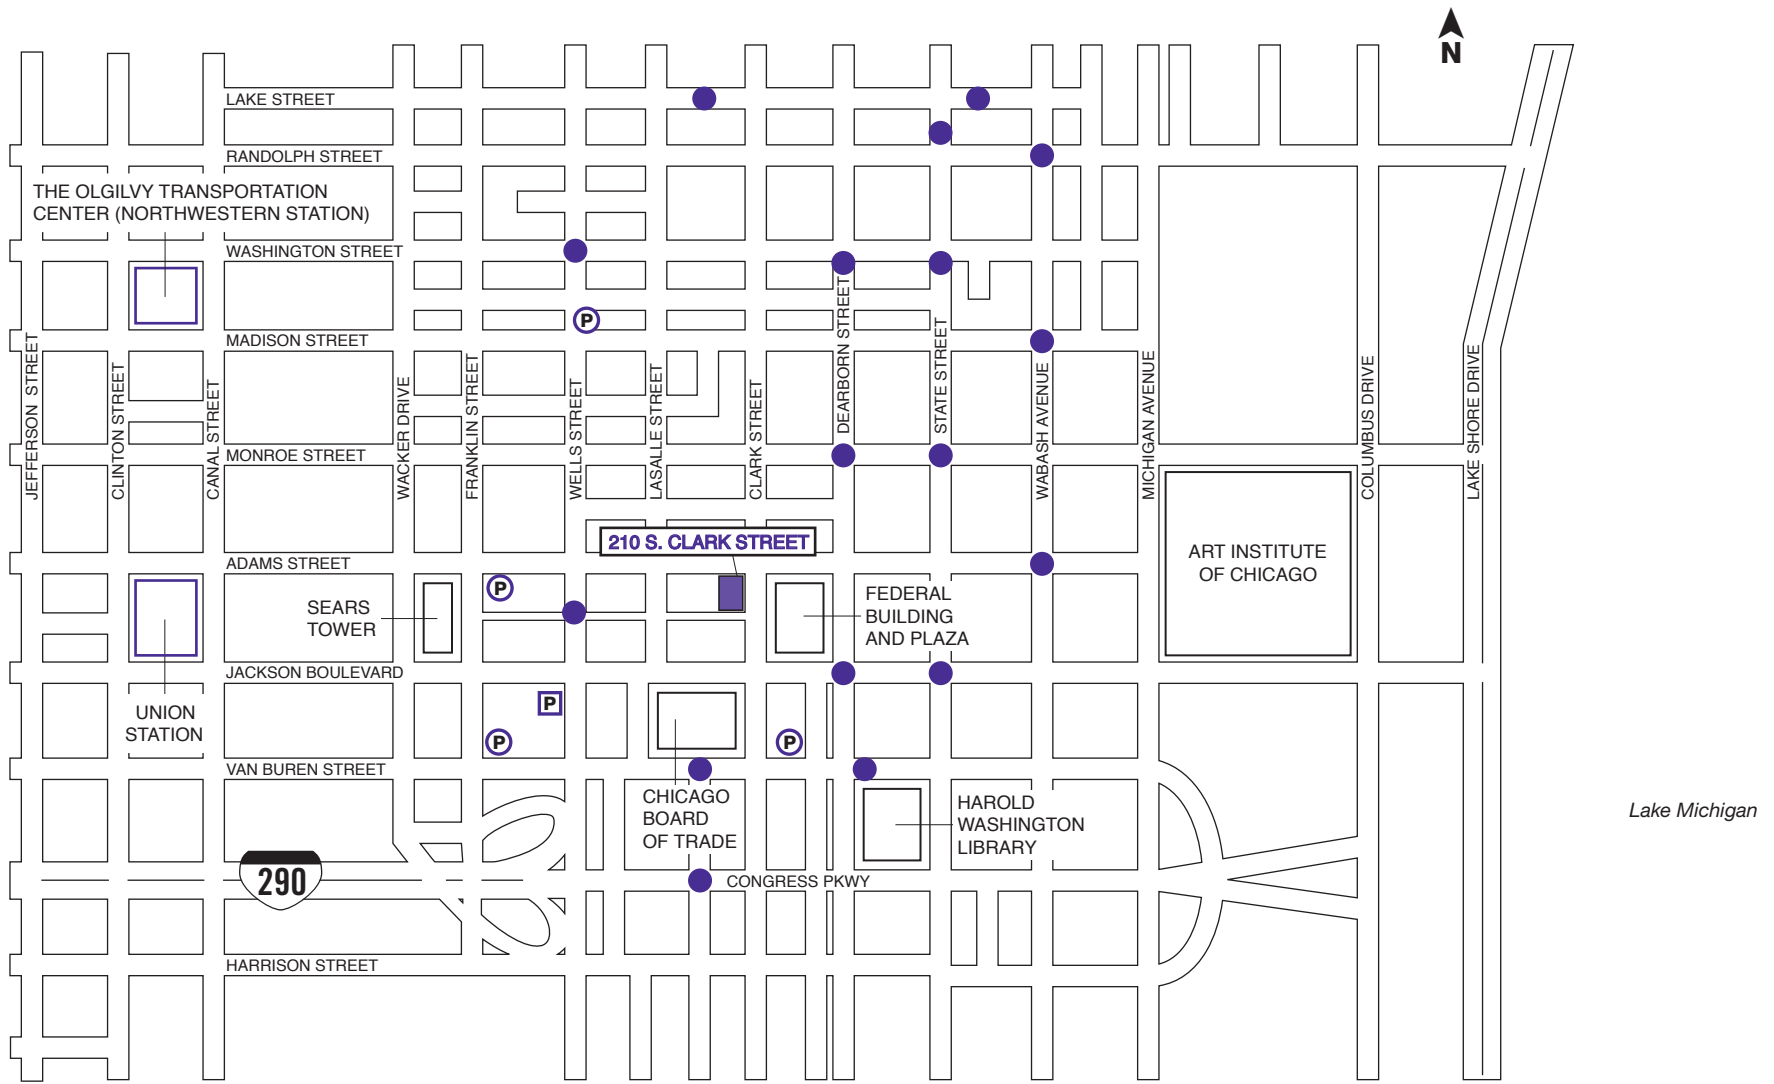 N
LAKE STREET
RANDOLPH STREET
THE OLGILVY TRANSPORTATION
CENTER (NORTHWESTERN STATION)
WASHINGTON STREET
P
MADISON STREET
JEFFERSON STREET
CLINTON STREET
CANAL STREET
WACKER DRIVE
FRANKLIN STREET
WELLS STREET
LASALLE STREET
CLARK STREET
DEARBORN STREET
STATE STREET
WABASH AVENUE
MICHIGAN AVENUE
COLUMBUS DRIVE
LAKE SHORE DRIVE
MONROE STREET
210 S. CLARK STREET
ADAMS STREET
ART INSTITUTE
OF CHICAGO
P
SEARS
TOWER
FEDERAL
BUILDING
AND PLAZA
JACKSON BOULEVARD
UNION
STATION
P
P
P
VAN BUREN STREET
CHICAGO
BOARD
OF TRADE
HAROLD
WASHINGTON
LIBRARY
Lake Michigan
290
CONGRESS PKWY
HARRISON STREET